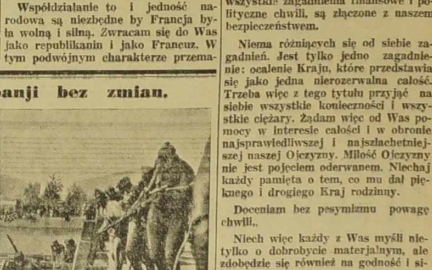 Współdziałanie to i jedność na-
rodowa są niezbędne by Francja by-
ła wolną i silną. Zwracam się do Was
jako republikanin i jako Francuz. W
tym podwójnym charakterze przema-
panji bez zmian.
wszystkie zagadnienia finansowe i po-
lityczne chwili, są złączone z naszem
bezpieczeństwem.
Niema różniących się od siebie za-
gadnień. Jest tylko jedno zagadnie-
nie: ocalenie Kraju, które przedstawia
się jako jedna nierozerwalna całość.
Trzeba więc z tego tytułu przyjąć na
siebie wszystkie konieczności i wszy-
stkie ciężary. Żądam więc od Was po-
mocy w interesie całości i w obronie
najsprawiedliwszej i najszlachetniej-
szej naszej Ojczyzny. Miłość Ojczyzny
nie jest pojęciem oderwanem. Niechaj
każdy pamięta o tem, co mu dał pię-
knego i drogiego Kraj rodzinny.
Doceniam bez pesymizmu powagę
chwili,.
Niech więc każdy z Was myśli nie-
tylko o dobrobycie materjalnym, ale
zdobędzie się również na godność i si-